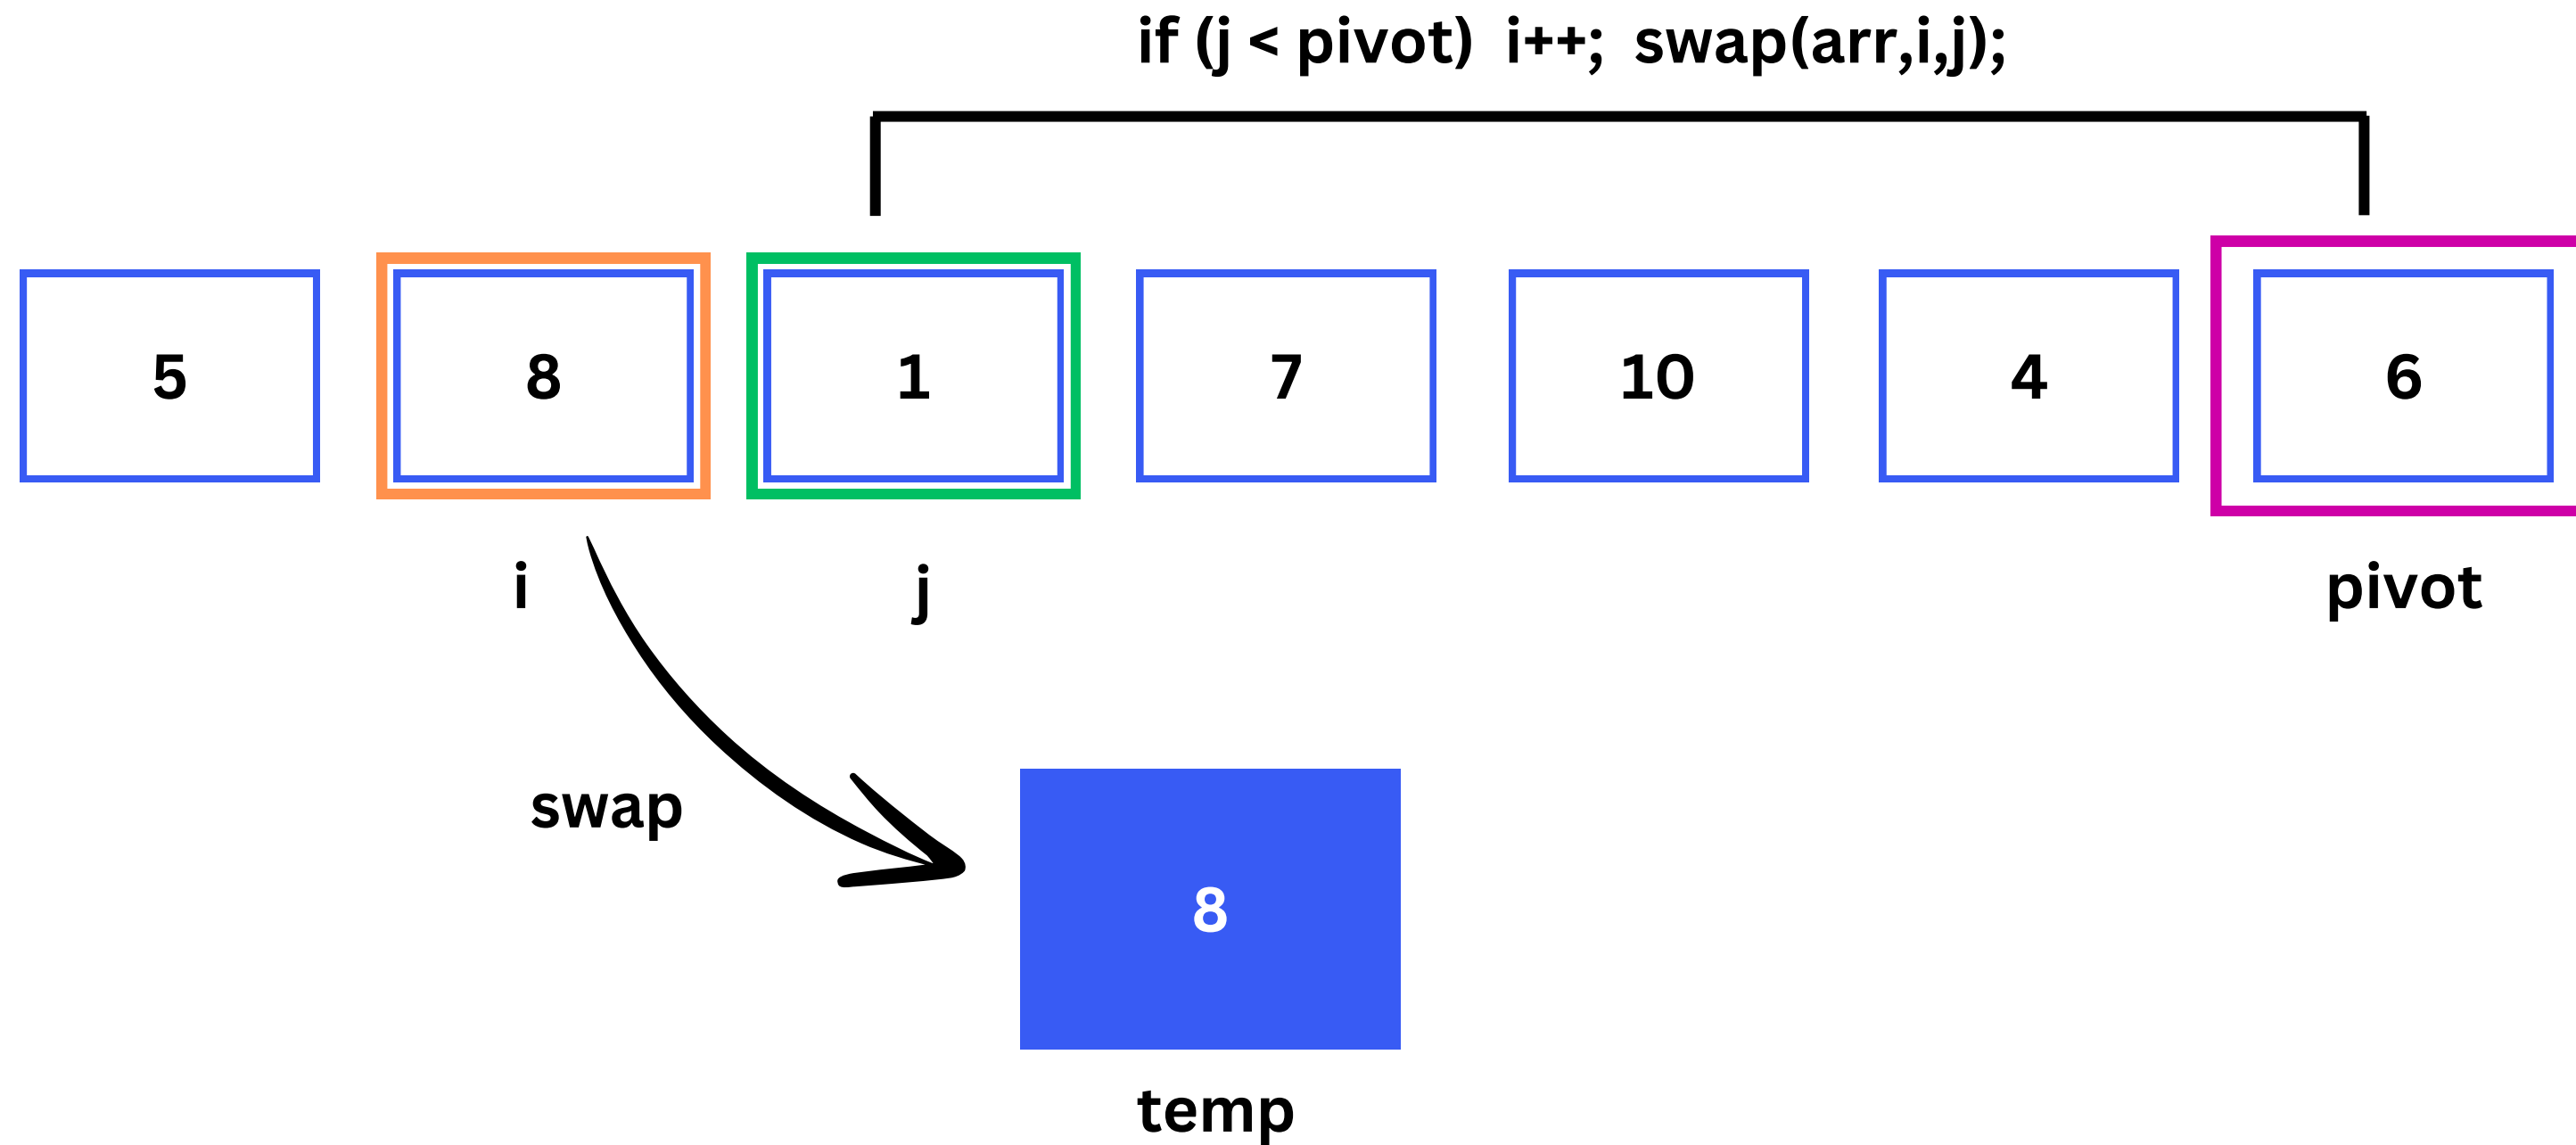 if (j < pivot) i++; swap(arr,i,j);
5 8 1 7 10 4 6
i j pivot
swap
8
temp